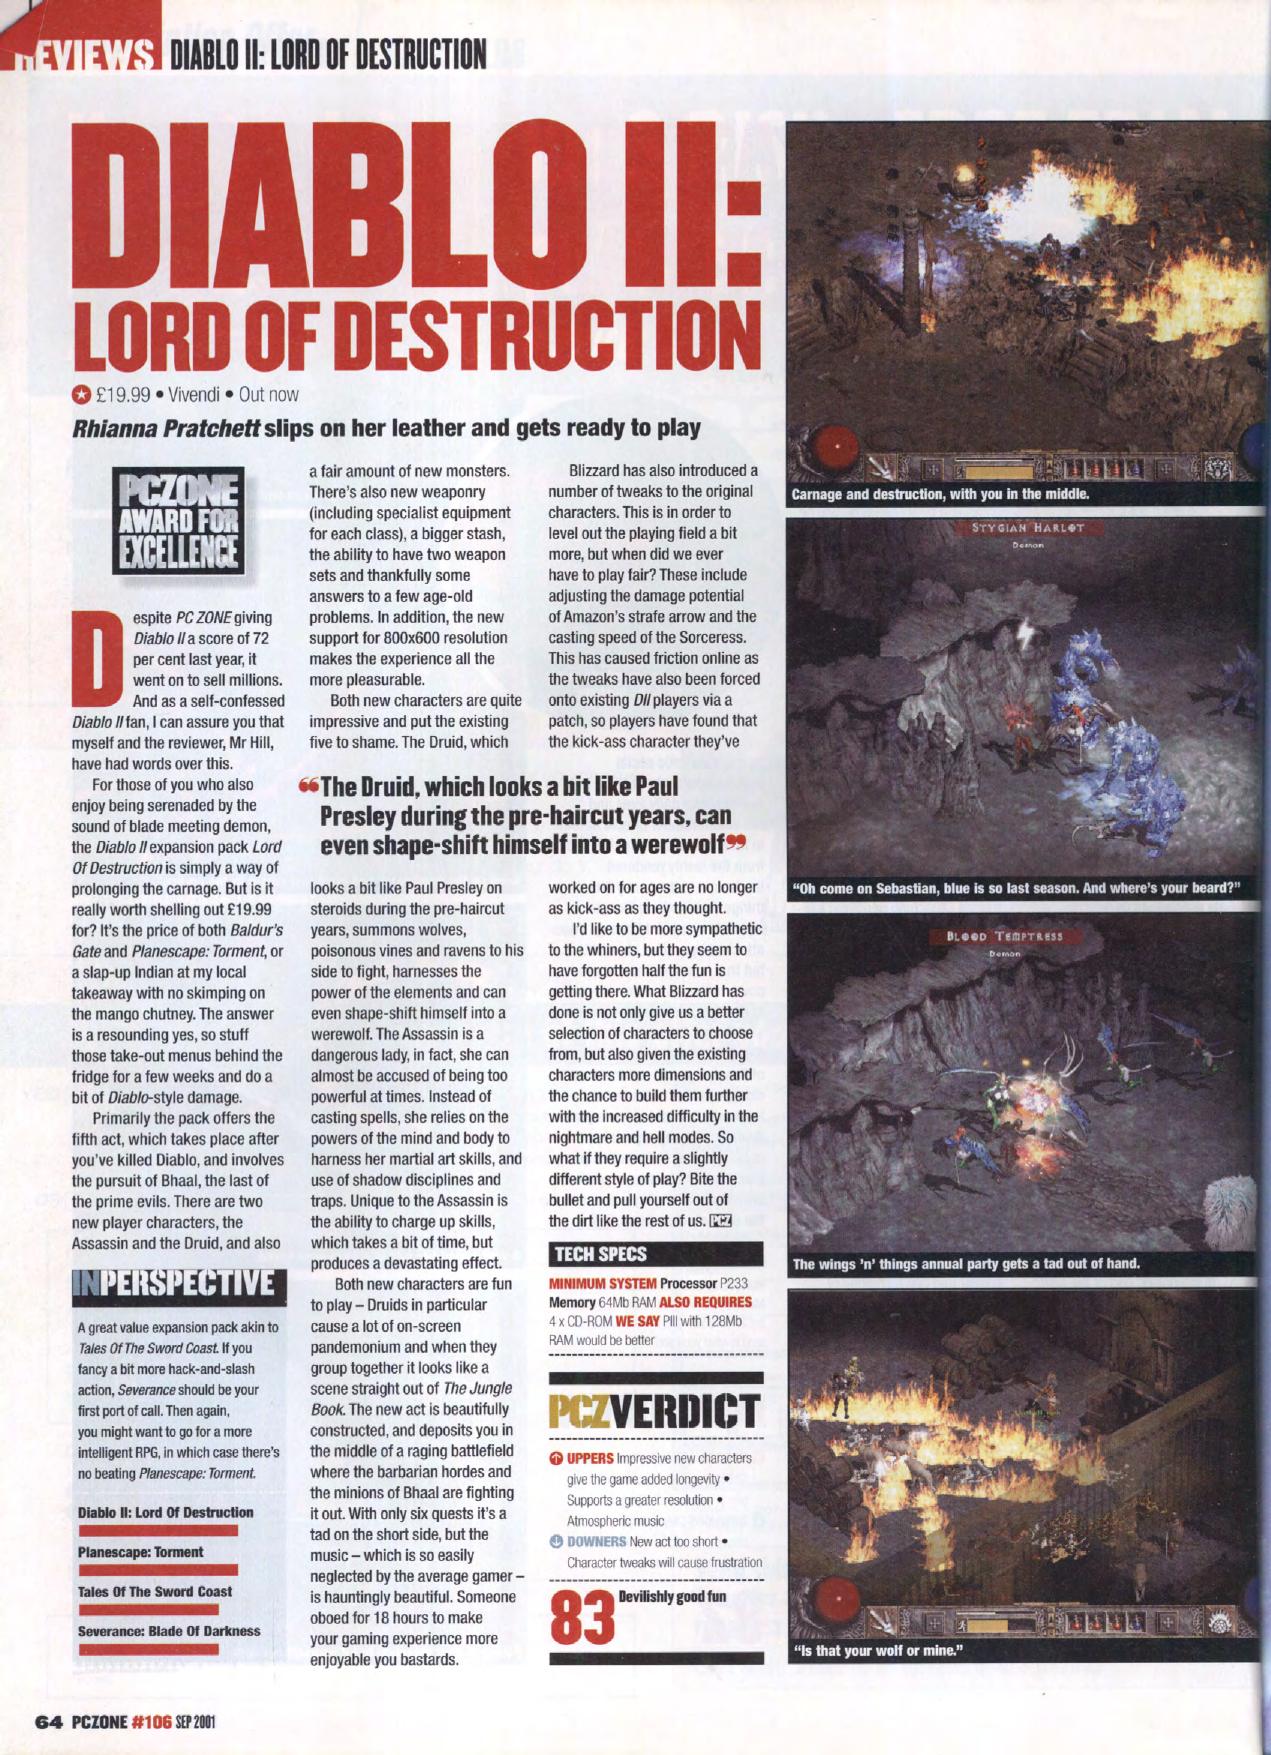 REVIEWS DIABLO II: LORD OF DESTRUCTION
DIABLO II:
LORD OF DESTRUCTION
£19.99 • Vivendi • Out now
Rhianna Pratchett slips on her leather and gets ready to play
PCZONE
AWARD FOR
EXCELLENCE
Despite PC ZONE giving
Diablo II a score of 72
per cent last year, it
went on to sell millions.
And as a self-confessed
Diablo II fan, I can assure you that
myself and the reviewer, Mr Hill,
have had words over this.
For those of you who also
enjoy being serenaded by the
sound of blade meeting demon,
the Diablo II expansion pack Lord
Of Destruction is simply a way of
prolonging the carnage. But is it
really worth shelling out £19.99
for? It's the price of both Baldur's
Gate and Planescape: Torment, or
a slap-up Indian at my local
takeaway with no skimping on
the mango chutney. The answer
is a resounding yes, so stuff
those take-out menus behind the
fridge for a few weeks and do a
bit of Diablo-style damage.
Primarily the pack offers the
fifth act, which takes place after
you've killed Diablo, and involves
the pursuit of Bhaal, the last of
the prime evils. There are two
new player characters, the
Assassin and the Druid, and also
a fair amount of new monsters.
There's also new weaponry
(including specialist equipment
for each class), a bigger stash,
the ability to have two weapon
sets and thankfully some
answers to a few age-old
problems. In addition, the new
support for 800x600 resolution
makes the experience all the
more pleasurable.
Both new characters are quite
impressive and put the existing
five to shame. The Druid, which
looks a bit like Paul Presley on
steroids during the pre-haircut
years, summons wolves,
poisonous vines and ravens to his
side to fight, harnesses the
power of the elements and can
even shape-shift himself into a
werewolf. The Assassin is a
dangerous lady, in fact, she can
almost be accused of being too
powerful at times. Instead of
casting spells, she relies on the
powers of the mind and body to
harness her martial art skills, and
use of shadow disciplines and
traps. Unique to the Assassin is
the ability to charge up skills,
which takes a bit of time, but
produces a devastating effect.
Both new characters are fun
to play – Druids in particular
cause a lot of on-screen
pandemonium and when they
group together it looks like a
scene straight out of The Jungle
Book. The new act is beautifully
constructed, and deposits you in
the middle of a raging battlefield
where the barbarian hordes and
the minions of Bhaal are fighting
it out. With only six quests it's a
tad on the short side, but the
music – which is so easily
neglected by the average gamer –
is hauntingly beautiful. Someone
oboed for 18 hours to make
your gaming experience more
enjoyable you bastards.
Blizzard has also introduced a
number of tweaks to the original
characters. This is in order to
level out the playing field a bit
more, but when did we ever
have to play fair? These include
adjusting the damage potential
of Amazon's strafe arrow and the
casting speed of the Sorceress.
This has caused friction online as
the tweaks have also been forced
onto existing DII players via a
patch, so players have found that
the kick-ass character they've
worked on for ages are no longer
as kick-ass as they thought.
I'd like to be more sympathetic
to the whiners, but they seem to
have forgotten half the fun is
getting there. What Blizzard has
done is not only give us a better
selection of characters to choose
from, but also given the existing
characters more dimensions and
the chance to build them further
with the increased difficulty in the
nightmare and hell modes. So
what if they require a slightly
different style of play? Bite the
bullet and pull yourself out of
the dirt like the rest of us. PCZ
“The Druid, which looks a bit like Paul
Presley during the pre-haircut years, can
even shape-shift himself into a werewolf”
INPERSPECTIVE
A great value expansion pack akin to
Tales Of The Sword Coast. If you
fancy a bit more hack-and-slash
action, Severance should be your
first port of call. Then again,
you might want to go for a more
intelligent RPG, in which case there's
no beating Planescape: Torment.
Diablo II: Lord Of Destruction
Planescape: Torment
Tales Of The Sword Coast
Severance: Blade Of Darkness
TECH SPECS
MINIMUM SYSTEM Processor P233
Memory 64Mb RAM ALSO REQUIRES
4 x CD-ROM WE SAY PIII with 128Mb
RAM would be better
PCZVERDICT
UPPERS Impressive new characters
give the game added longevity •
Supports a greater resolution •
Atmospheric music
DOWNERS New act too short •
Character tweaks will cause frustration
83 Devilishly good fun
Carnage and destruction, with you in the middle.
STYGIAN HARLOT
Demon
“Oh come on Sebastian, blue is so last season. And where's your beard?”
BLOOD TEMPTRESS
Demon
The wings 'n' things annual party gets a tad out of hand.
“Is that your wolf or mine.”
64 PCZONE #106 SEP 2001